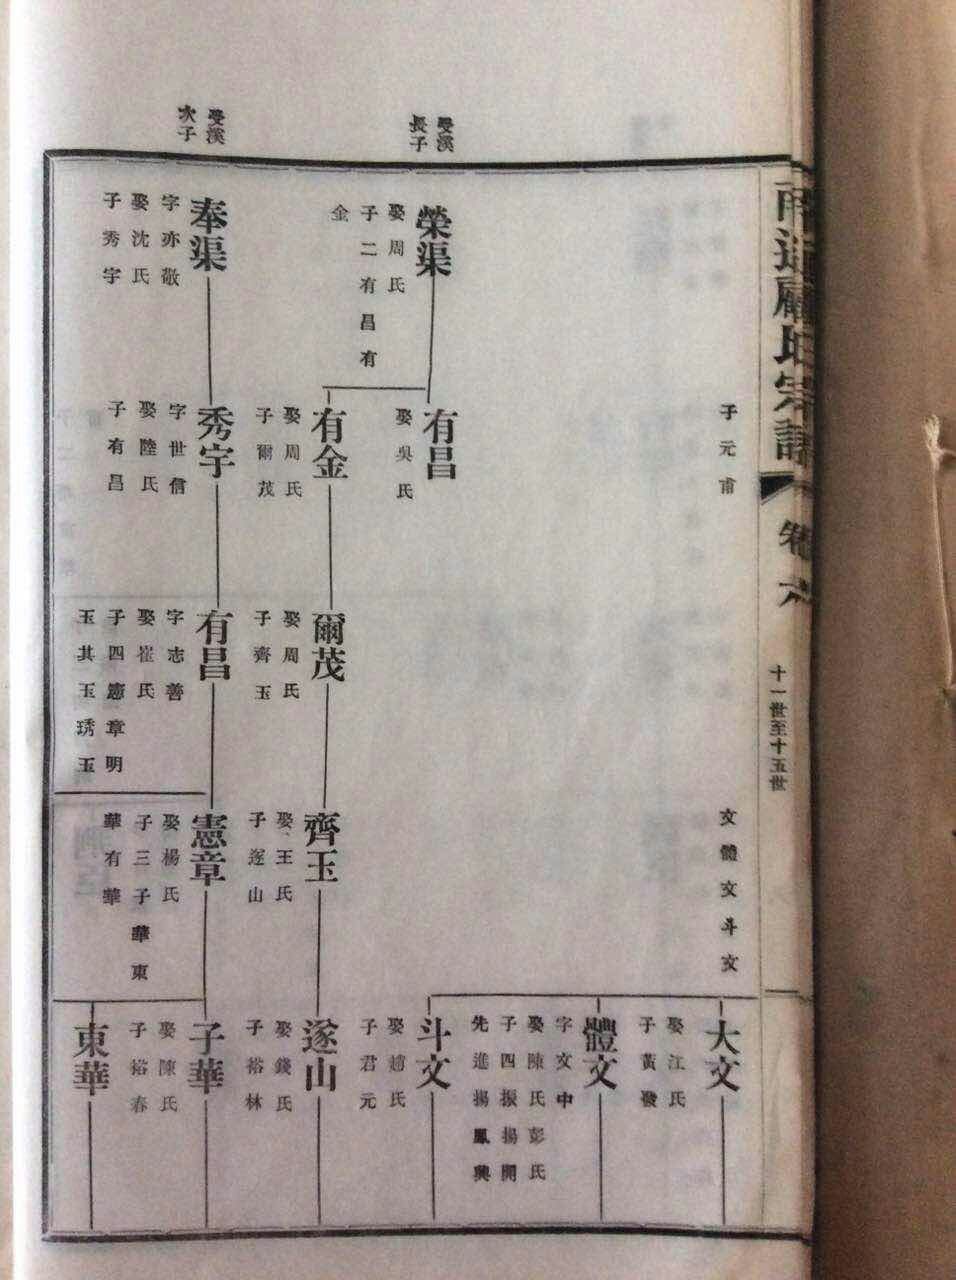 南通顧氏宗譜
卷六
十一世至十五世
子元甫
文體文斗文
大文
娶江氏
子黃發
體文
字文中
娶陳氏彭氏
子四振揚開
先進揚鳳興
斗文
娶趙氏
子君元
愛溪
長子
榮渠
娶周氏
子二有昌有
金
有昌
娶吳氏
有金
娶周氏
子爾茂
爾茂
娶周氏
子齊玉
齊玉
娶王氏
子遂山
遂山
娶錢氏
子裕林
愛溪
次子
奉渠
字亦敬
娶沈氏
子秀宇
秀宇
字世信
娶陸氏
子有昌
有昌
字志善
娶崔氏
子四憲章明
玉其玉琇玉
憲章
娶楊氏
子三子華東
華有華
子華
娶陳氏
子裕春
東華